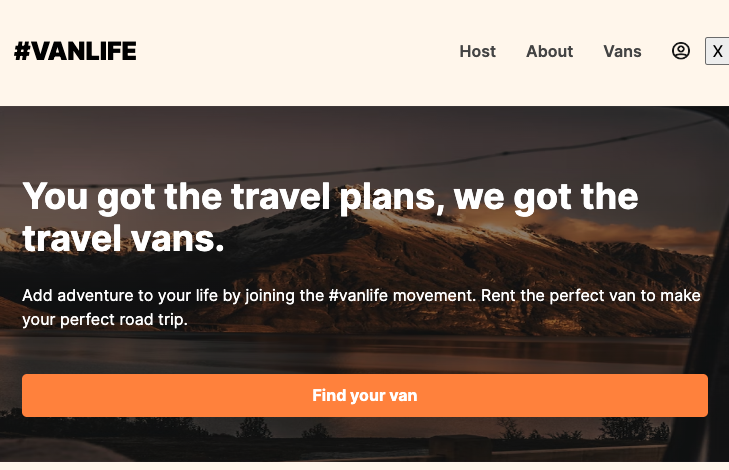 #VANLIFE
Host About Vans X
You got the travel plans, we got the
travel vans.
Add adventure to your life by joining the #vanlife movement. Rent the perfect van to make
your perfect road trip.
Find your van